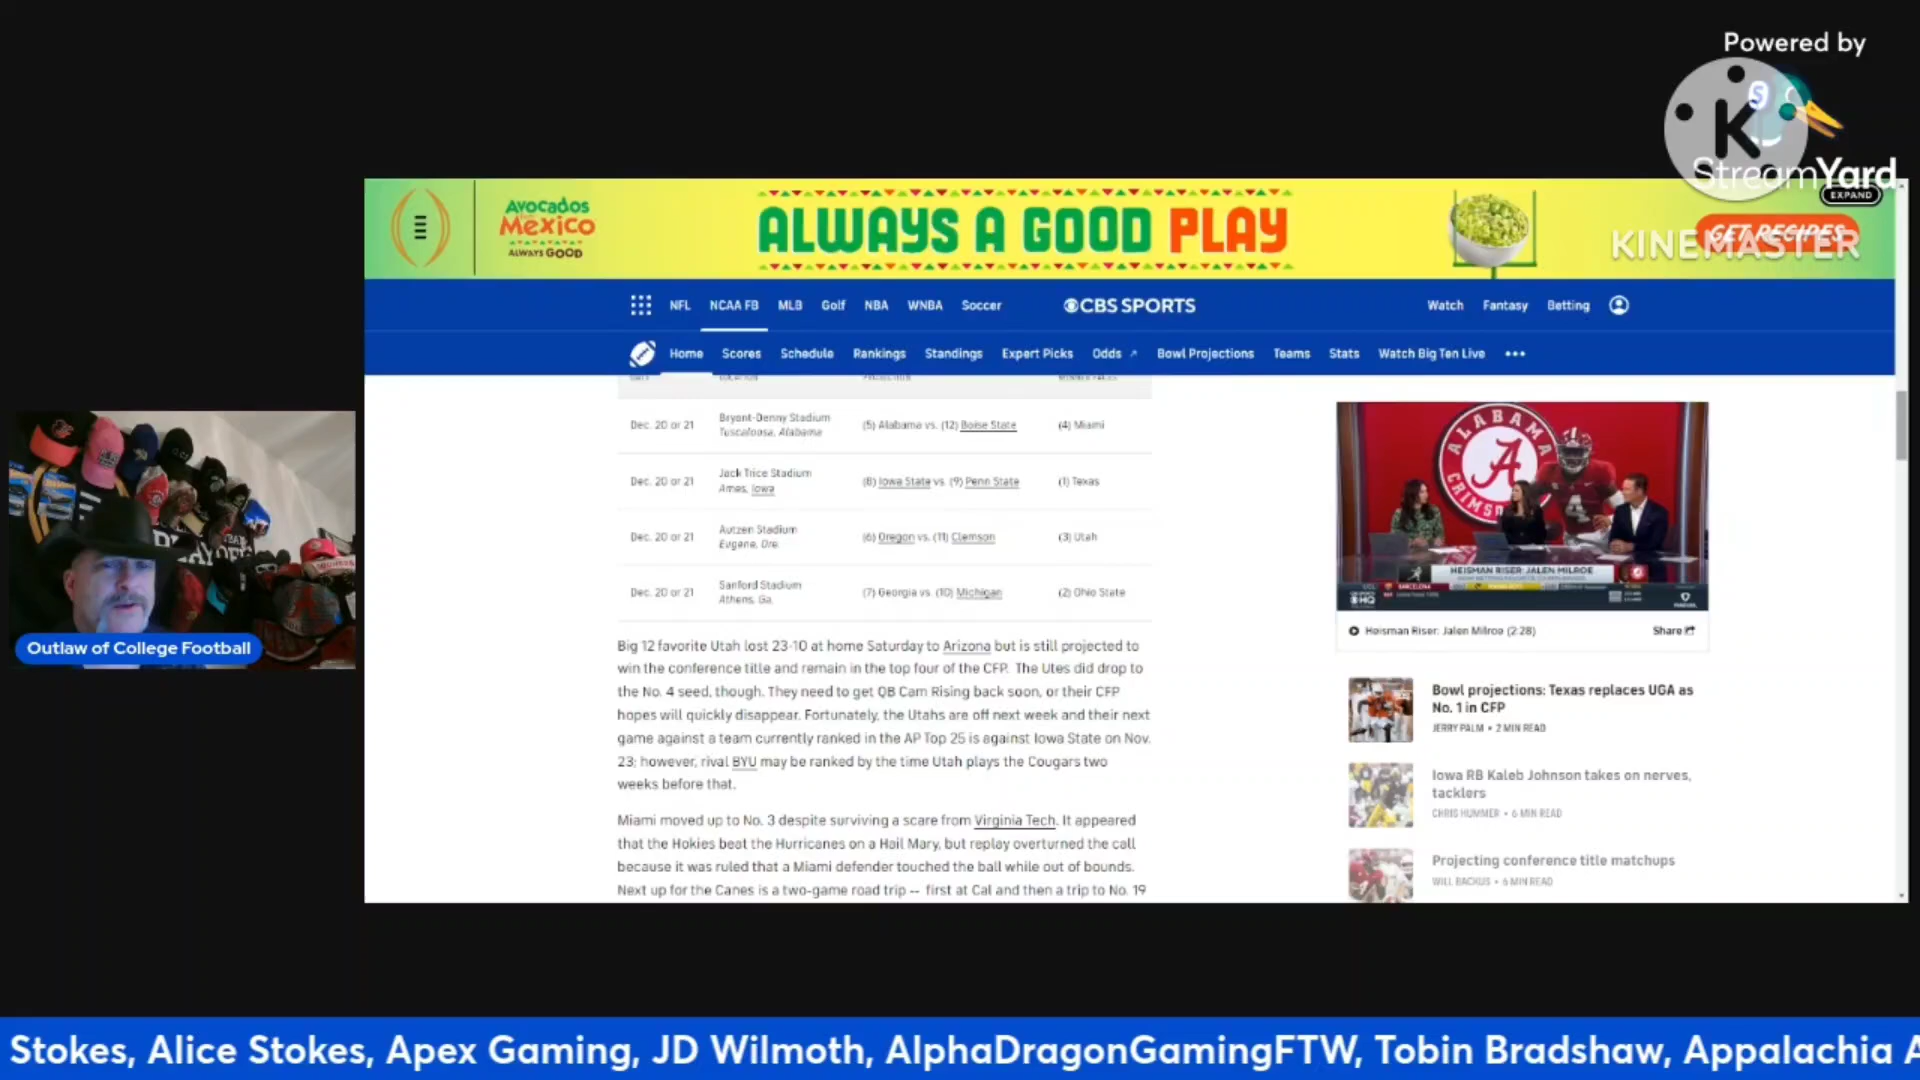 Powered by
StreamYard
EXPAND
Avocados
from
Mexico
ALWAYS GOOD
ALWAYS A GOOD PLAY
GET RECIPES
KINEMASTER
NFL NCAA FB MLB Golf NBA WNBA Soccer
CBS SPORTS
Watch Fantasy Betting
Home Scores Schedule Rankings Standings Expert Picks Odds Bowl Projections Teams Stats Watch Big Ten Live
Dec. 20 or 21 Bryant-Denny Stadium Tuscaloosa, Alabama (5) Alabama vs. (12) Boise State (4) Miami
Dec. 20 or 21 Jack Trice Stadium Ames, Iowa (8) Iowa State vs. (9) Penn State (1) Texas
Dec. 20 or 21 Autzen Stadium Eugene, Ore. (6) Oregon vs. (11) Clemson (3) Utah
Dec. 20 or 21 Sanford Stadium Athens, Ga. (7) Georgia vs. (10) Michigan (2) Ohio State
Big 12 favorite Utah lost 23-10 at home Saturday to Arizona but is still projected to
win the conference title and remain in the top four of the CFP. The Utes did drop to
the No. 4 seed, though. They need to get QB Cam Rising back soon, or their CFP
hopes will quickly disappear. Fortunately, the Utahs are off next week and their next
game against a team currently ranked in the AP Top 25 is against Iowa State on Nov.
23; however, rival BYU may be ranked by the time Utah plays the Cougars two
weeks before that.
Miami moved up to No. 3 despite surviving a scare from Virginia Tech. It appeared
that the Hokies beat the Hurricanes on a Hail Mary, but replay overturned the call
because it was ruled that a Miami defender touched the ball while out of bounds.
Next up for the Canes is a two-game road trip -- first at Cal and then a trip to No. 19
ALABAMA
A
HEISMAN RISER: JALEN MILROE
HQ
Heisman Riser: Jalen Milroe (2:28)
Share
Bowl projections: Texas replaces UGA as
No. 1 in CFP
JERRY PALM • 2 MIN READ
Iowa RB Kaleb Johnson takes on nerves,
tacklers
CHRIS HUMMER • 6 MIN READ
Projecting conference title matchups
WILL BACKUS • 6 MIN READ
Outlaw of College Football
Stokes, Alice Stokes, Apex Gaming, JD Wilmoth, AlphaDragonGamingFTW, Tobin Bradshaw, Appalachia A